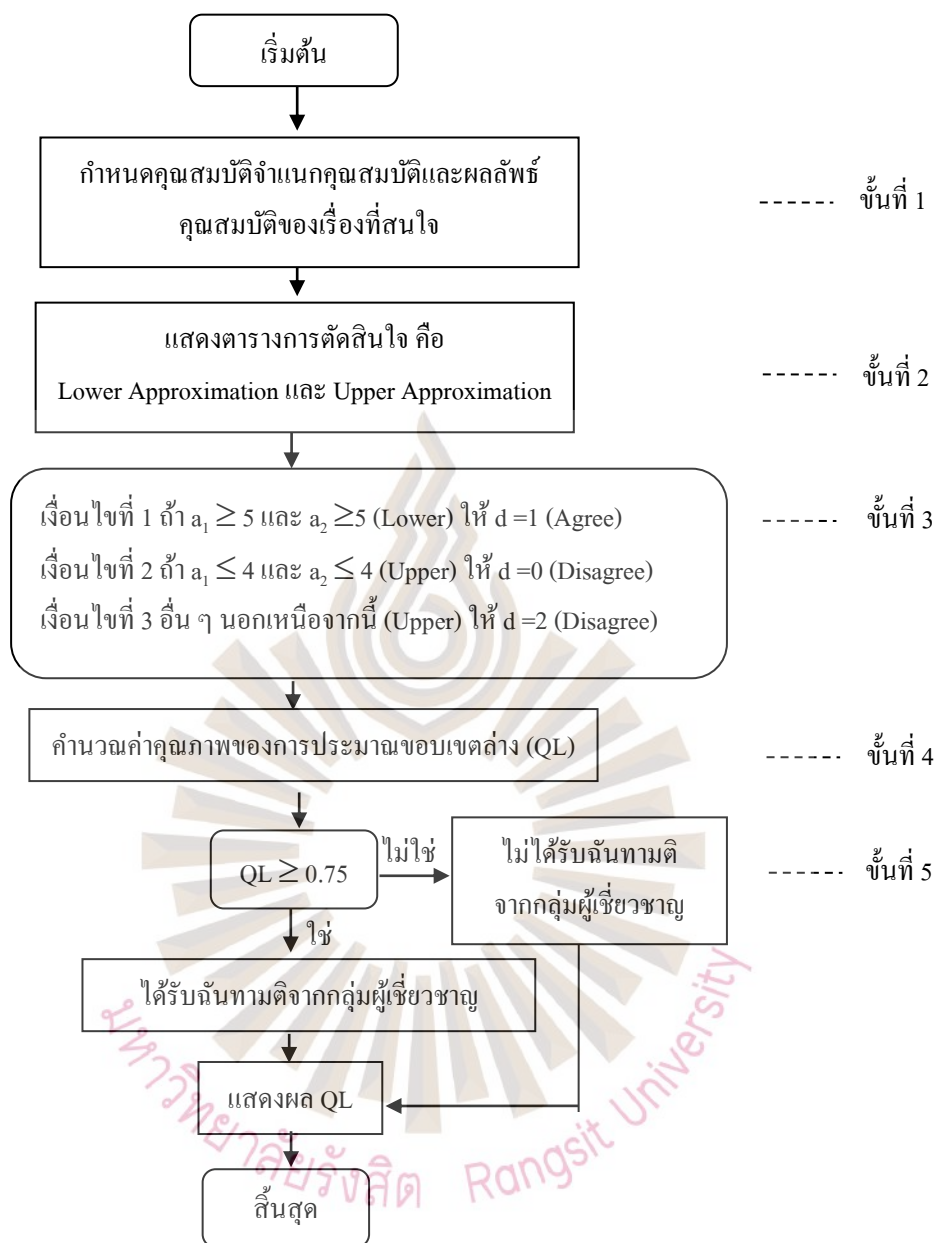 เริ่มต้น
กำหนดคุณสมบัติจำแนกคุณสมบัติและผลลัพธ์
คุณสมบัติของเรื่องที่สนใจ
------ ขั้นที่ 1
แสดงตารางการตัดสินใจ คือ
Lower Approximation และ Upper Approximation
------ ขั้นที่ 2
เงื่อนไขที่ 1 ถ้า a₁ ≥ 5 และ a₂ ≥5 (Lower) ให้ d =1 (Agree)
เงื่อนไขที่ 2 ถ้า a₁ ≤ 4 และ a₂ ≤ 4 (Upper) ให้ d =0 (Disagree)
เงื่อนไขที่ 3 อื่น ๆ นอกเหนือจากนี้ (Upper) ให้ d =2 (Disagree)
------ ขั้นที่ 3
คำนวณค่าคุณภาพของการประมาณขอบเขตล่าง (QL)
------ ขั้นที่ 4
QL ≥ 0.75
ไม่ใช่
ไม่ได้รับฉันทามติ
จากกลุ่มผู้เชี่ยวชาญ
------ ขั้นที่ 5
ใช่
ได้รับฉันทามติจากกลุ่มผู้เชี่ยวชาญ
แสดงผล QL
สิ้นสุด
มหาวิทยาลัยรังสิต Rangsit University